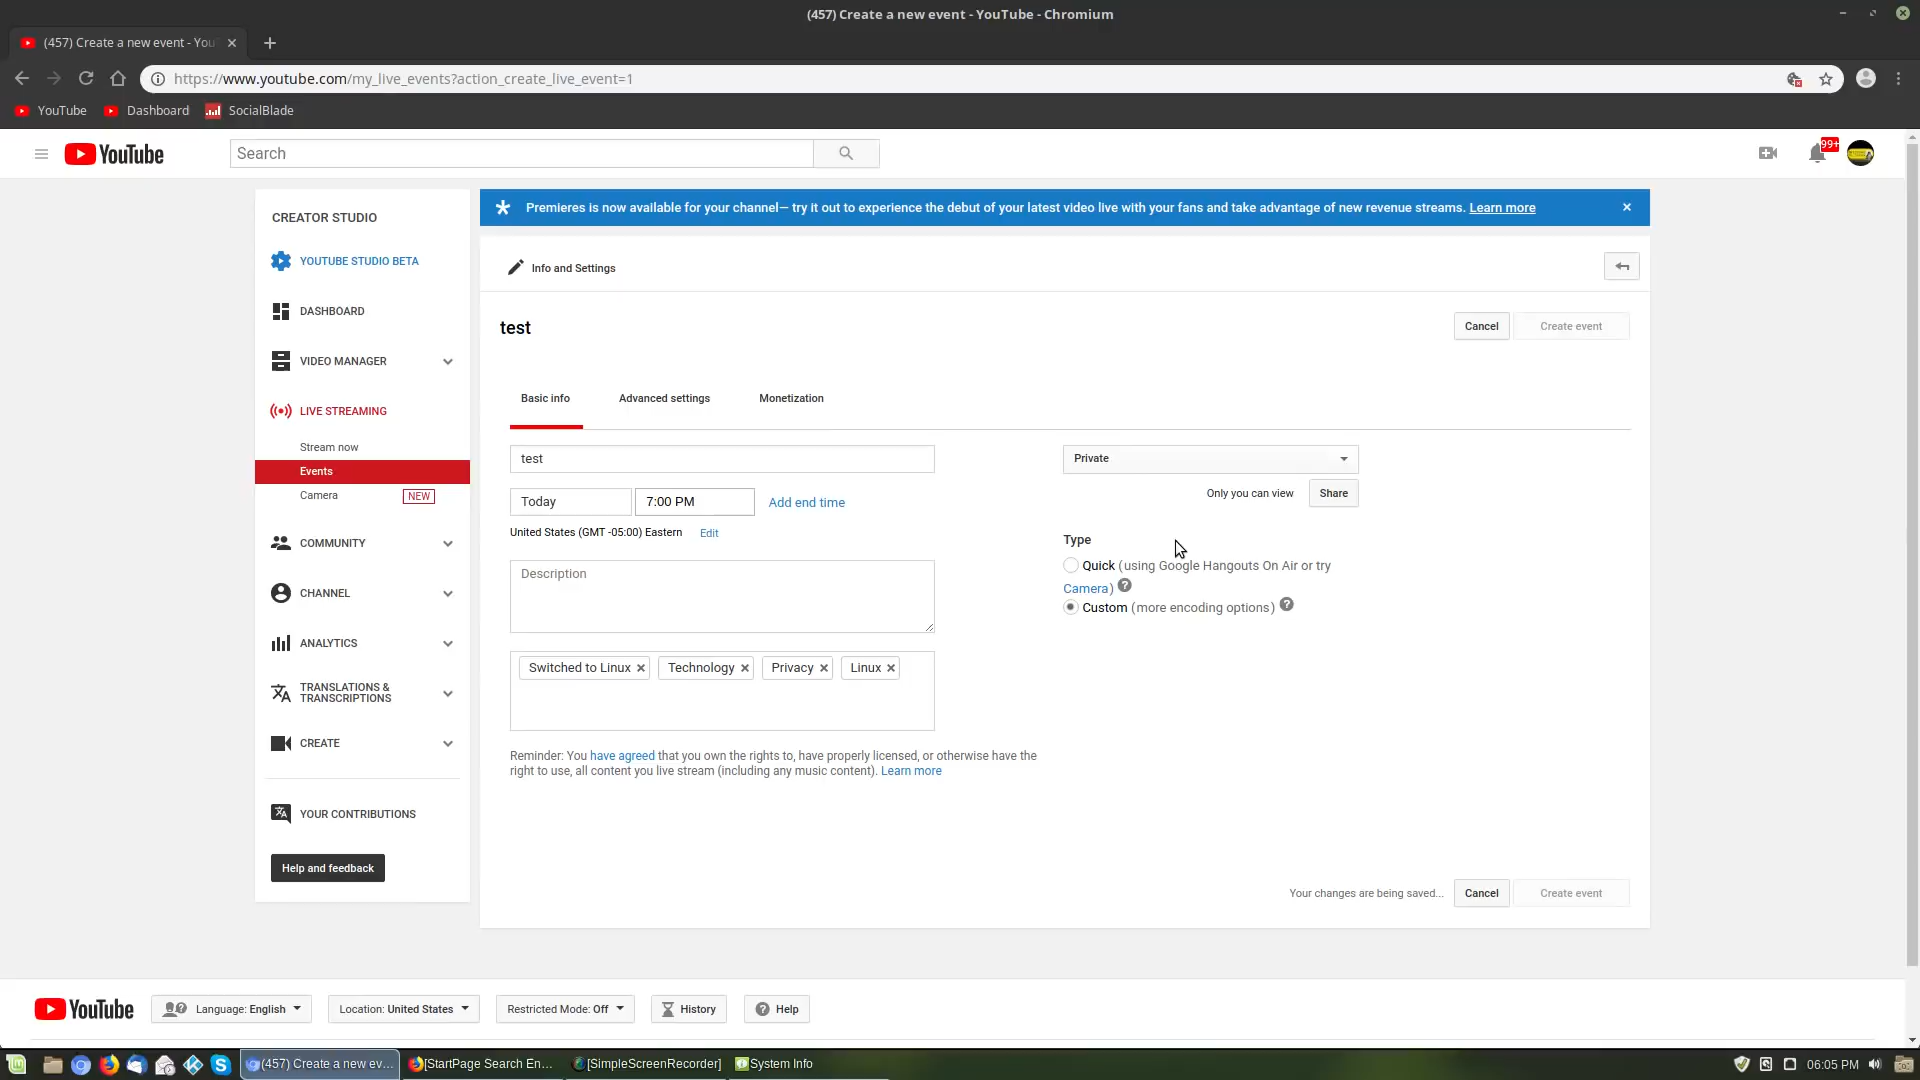 (457) Create a new event - YouTube - Chromium
(457) Create a new event - You
https://www.youtube.com/my_live_events?action_create_live_event=1
YouTube Dashboard SocialBlade
YouTube
Search
99+
CREATOR STUDIO
YOUTUBE STUDIO BETA
DASHBOARD
VIDEO MANAGER
LIVE STREAMING
Stream now
Events
Camera NEW
COMMUNITY
CHANNEL
ANALYTICS
TRANSLATIONS &
TRANSCRIPTIONS
CREATE
YOUR CONTRIBUTIONS
Help and feedback
Premieres is now available for your channel— try it out to experience the debut of your latest video live with your fans and take advantage of new revenue streams. Learn more
Info and Settings
test
Cancel Create event
Basic info Advanced settings Monetization
test
Today 7:00 PM Add end time
United States (GMT -05:00) Eastern Edit
Description
Switched to Linux Technology Privacy Linux
Reminder: You have agreed that you own the rights to, have properly licensed, or otherwise have the
right to use, all content you live stream (including any music content). Learn more
Private
Only you can view Share
Type
Quick (using Google Hangouts On Air or try
Camera) ?
Custom (more encoding options) ?
Your changes are being saved... Cancel Create event
YouTube Language: English Location: United States Restricted Mode: Off History Help
(457) Create a new ev... [StartPage Search En... [SimpleScreenRecorder] System Info 06:05 PM